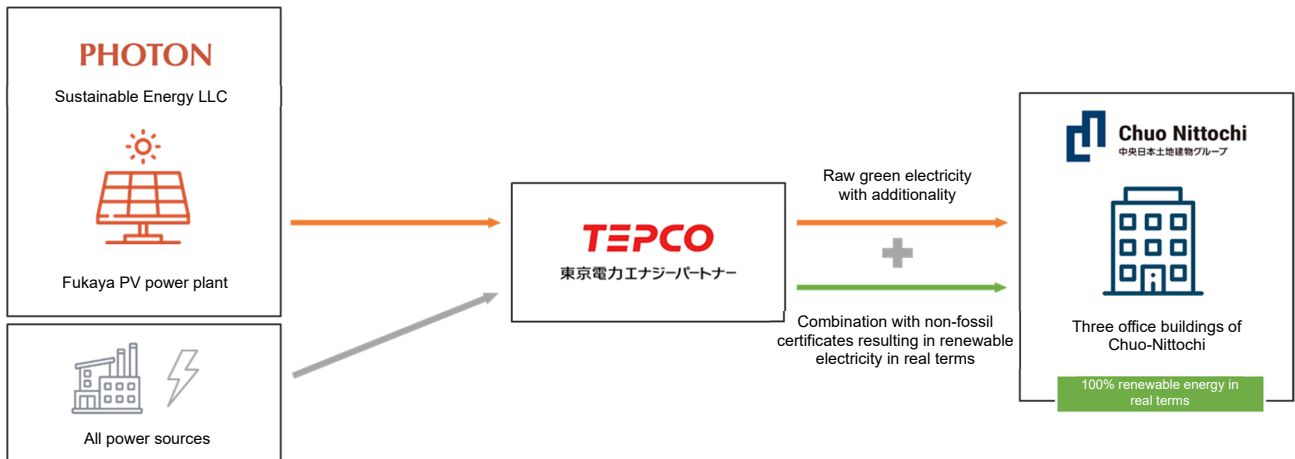 PHOTON
Sustainable Energy LLC
Fukaya PV power plant
All power sources
TEPCO
東京電力エナジーパートナー
Raw green electricity
with additionality
Combination with non-fossil
certificates resulting in renewable
electricity in real terms
Chuo Nittochi
中央日本土地建物グループ
Three office buildings of
Chuo-Nittochi
100% renewable energy in
real terms